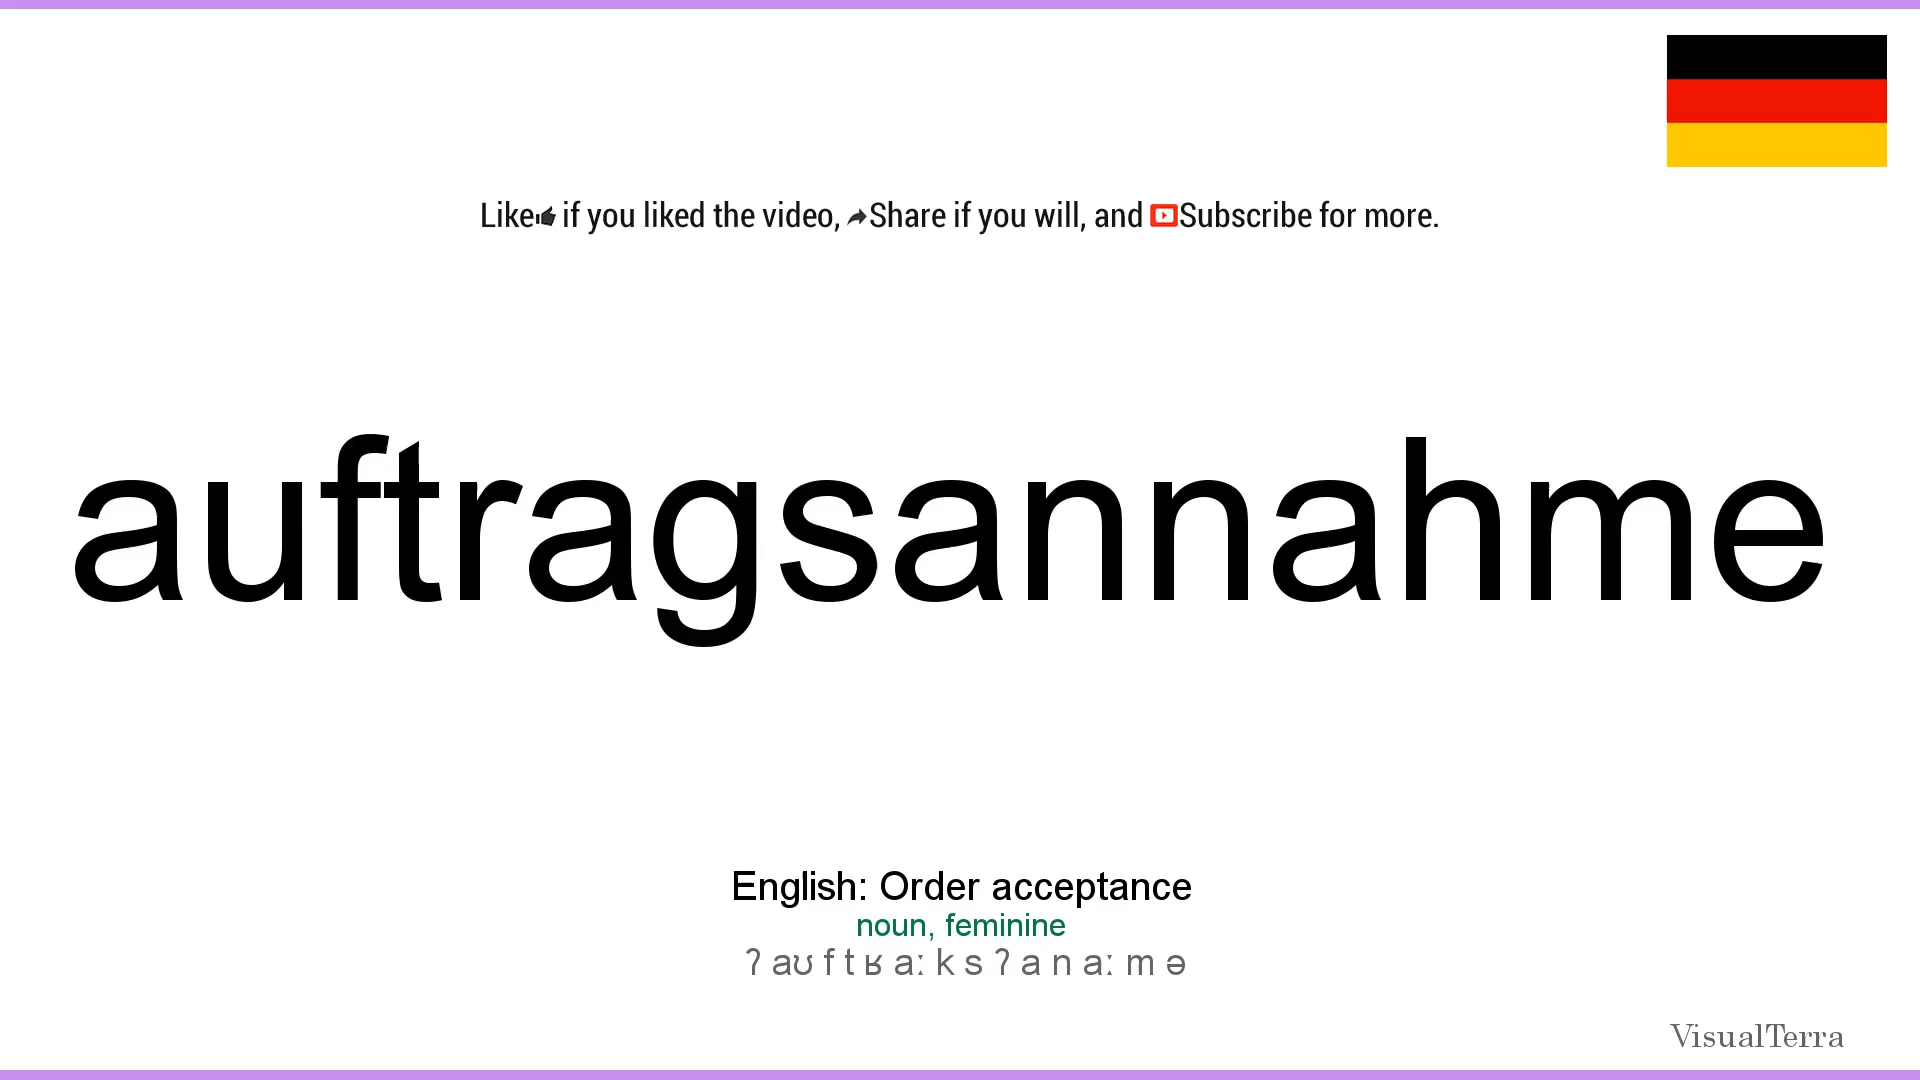 Like if you liked the video, Share if you will, and Subscribe for more.
auftragsannahme
English: Order acceptance
noun, feminine
ʔ aʊ f t ʁ aː k s ʔ a n aː m ə
VisualTerra